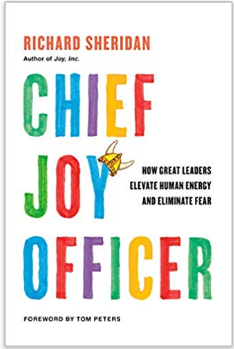 RICHARD SHERIDAN
Author of Joy, Inc.
CHIEF
JOY
HOW GREAT LEADERS
ELEVATE HUMAN ENERGY
AND ELIMINATE FEAR
OFFICER
FOREWORD BY TOM PETERS